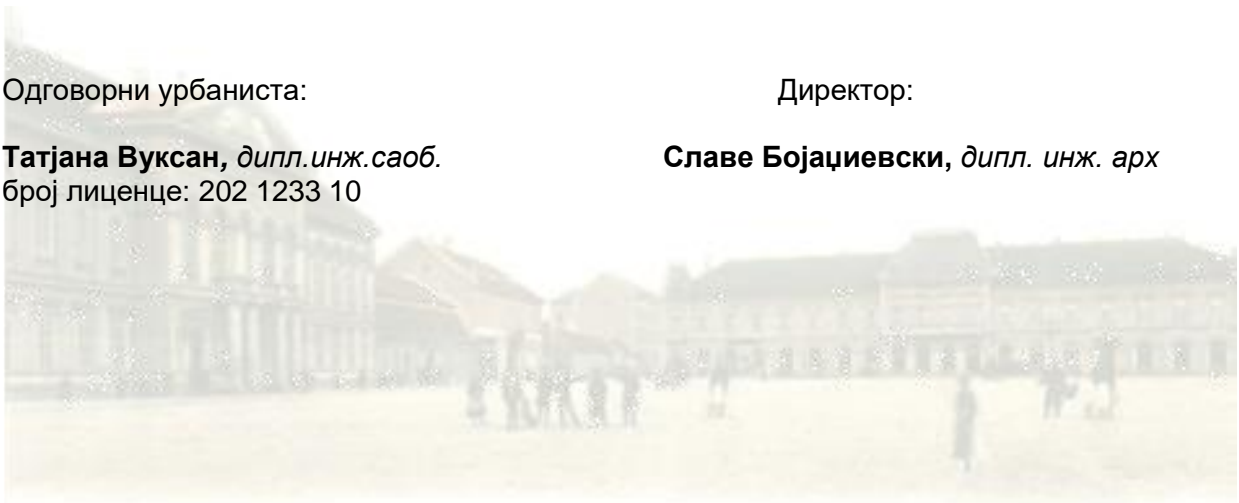 Одговорни урбаниста: Директор:
Татјана Вуксан, дипл.инж.саоб. Славе Бојаџиевски, дипл. инж. арх
број лиценце: 202 1233 10